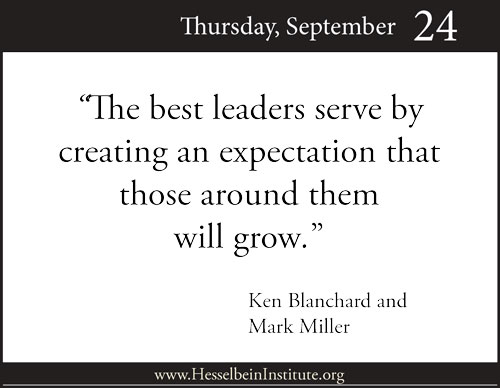 Thursday, September 24
“The best leaders serve by
creating an expectation that
those around them
will grow.”
Ken Blanchard and
Mark Miller
www.HesselbeinInstitute.org